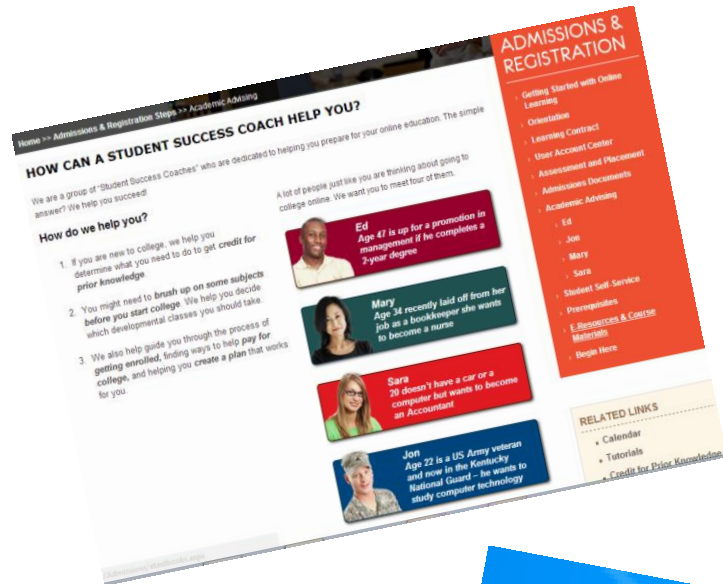 Home >> Admissions & Registration Steps >> Academic Advising
HOW CAN A STUDENT SUCCESS COACH HELP YOU?
We are a group of "Student Success Coaches" who are dedicated to helping you prepare for your online education. The simple
answer? We help you succeed!
How do we help you?
1. If you are new to college, we help you
determine what you need to do to get credit for
prior knowledge.
2. You might need to brush up on some subjects
before you start college. We help you decide
which developmental classes you should take.
3. We also help guide you through the process of
getting enrolled, finding ways to help pay for
college, and helping you create a plan that works
for you.
A lot of people just like you are thinking about going to
college online. We want you to meet four of them.
Ed
Age 47 is up for a promotion in
management if he completes a
2-year degree
Mary
Age 34 recently laid off from her
job as a bookkeeper she wants
to become a nurse
Sara
20 doesn't have a car or a
computer but wants to become
an Accountant
Jon
Age 22 is a US Army veteran
and now in the Kentucky
National Guard – he wants to
study computer technology
ADMISSIONS &
REGISTRATION
Getting Started with Online
Learning
Orientation
Learning Contract
User Account Center
Assessment and Placement
Admissions Documents
Academic Advising
Ed
Jon
Mary
Sara
Student Self-Service
Prerequisites
E-Resources & Course
Materials
Begin Here
RELATED LINKS
Calendar
Tutorials
Credit for Prior Knowledge